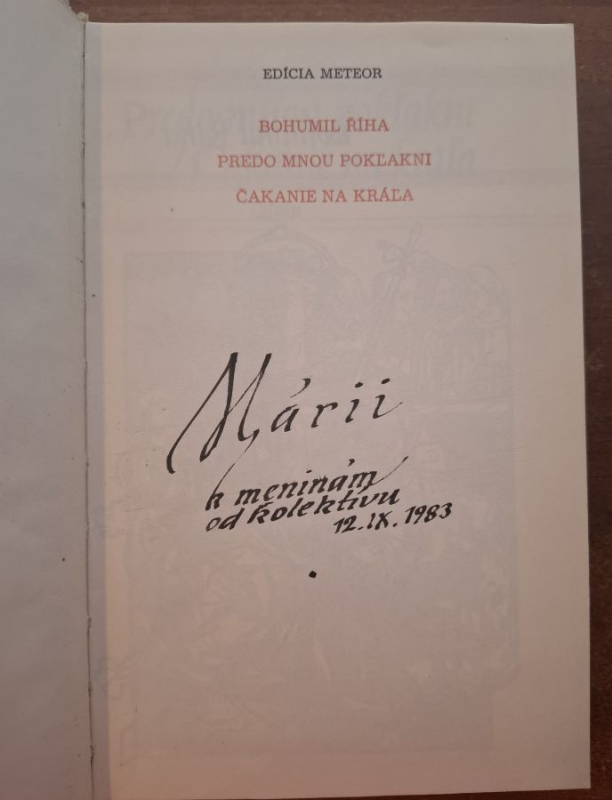 EDÍCIA METEOR
BOHUMIL ŘÍHA
PREDO MNOU POKĽAKNI
ČAKANIE NA KRÁĽA
Márii
k meninám
od kolektívu
12.IX.1983